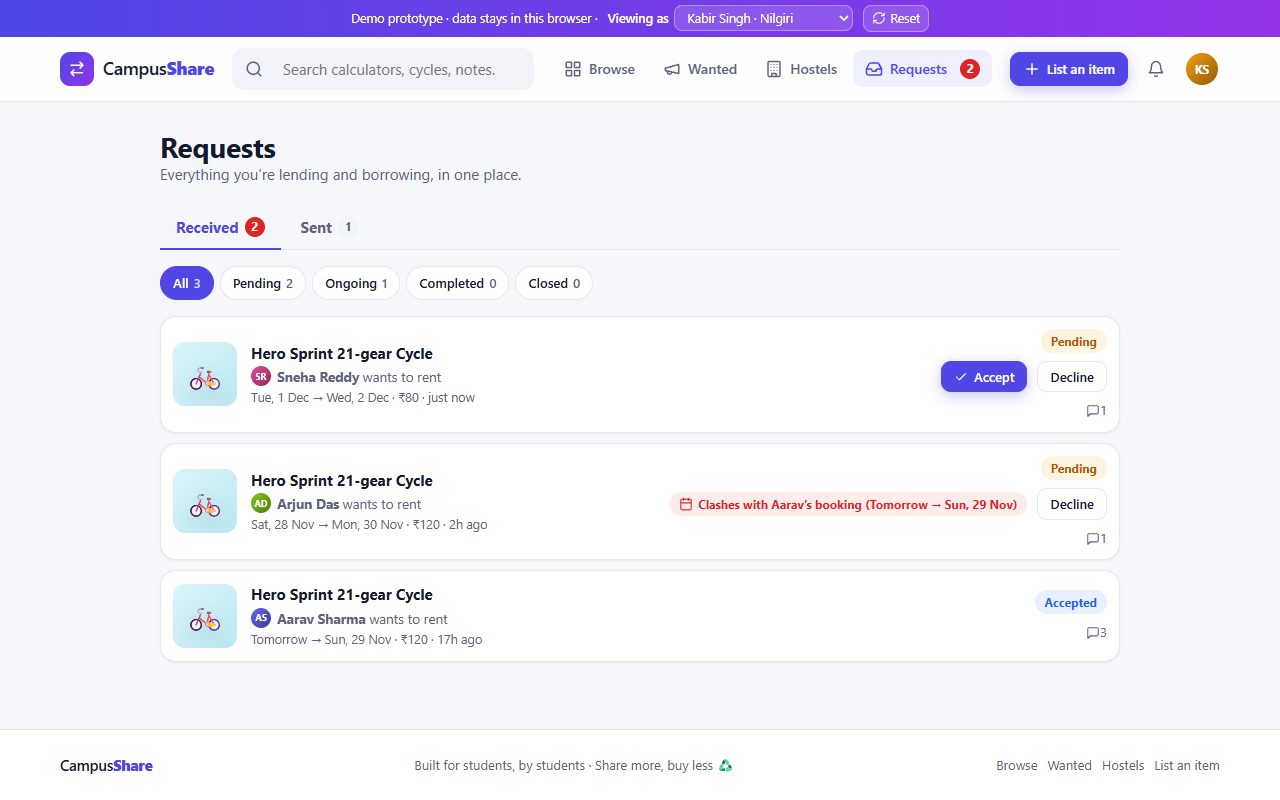 Demo prototype · data stays in this browser · Viewing as Kabir Singh · Nilgiri Reset
CampusShare Search calculators, cycles, notes. Browse Wanted Hostels Requests 2 List an item KS
Requests
Everything you're lending and borrowing, in one place.
Received 2 Sent 1
All 3 Pending 2 Ongoing 1 Completed 0 Closed 0
Hero Sprint 21-gear Cycle
SR Sneha Reddy wants to rent
Tue, 1 Dec → Wed, 2 Dec · ₹80 · just now
Pending
Accept Decline
1
Hero Sprint 21-gear Cycle
AD Arjun Das wants to rent
Sat, 28 Nov → Mon, 30 Nov · ₹120 · 2h ago
Pending
Clashes with Aarav's booking (Tomorrow → Sun, 29 Nov) Decline
1
Hero Sprint 21-gear Cycle
AS Aarav Sharma wants to rent
Tomorrow → Sun, 29 Nov · ₹120 · 17h ago
Accepted
3
CampusShare Built for students, by students · Share more, buy less Browse Wanted Hostels List an item